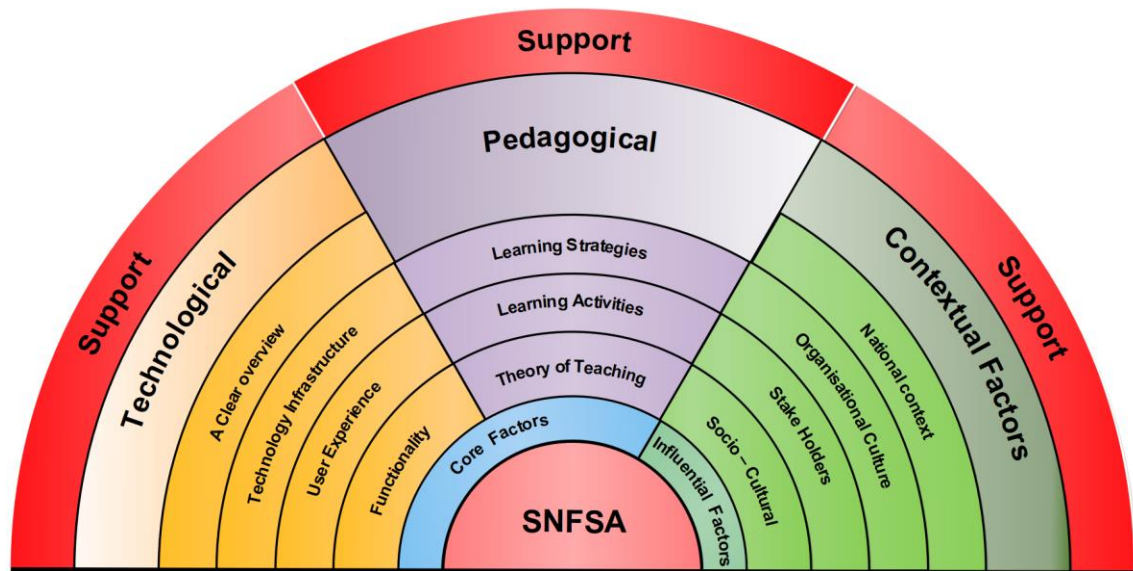 Support
Pedagogical
Learning Strategies
Learning Activities
Theory of Teaching
Support
Technological
A Clear overview
Technology Infrastructure
User Experience
Functionality
Core Factors
Support
Contextual Factors
National context
Organisational Culture
Stake Holders
Socio – Cultural
Influential Factors
SNFSA